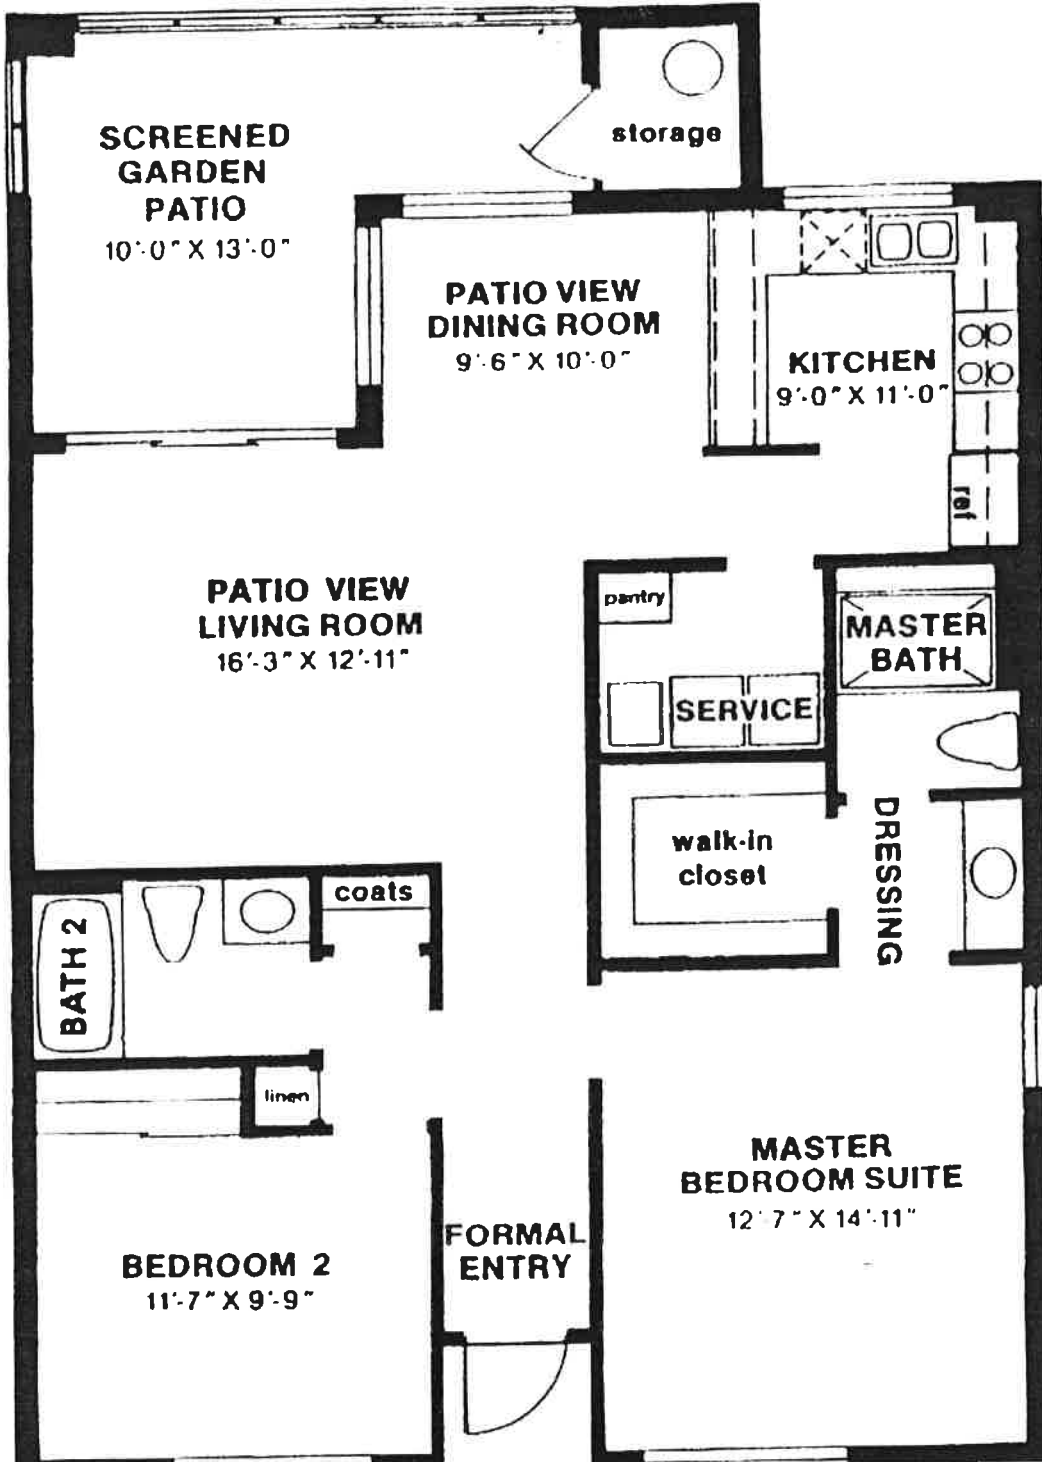 SCREENED
GARDEN
PATIO
10'-0" X 13'-0"
storage
PATIO VIEW
DINING ROOM
9'-6" X 10'-0"
KITCHEN
9'-0" X 11'-0"
ref
PATIO VIEW
LIVING ROOM
16'-3" X 12'-11"
pantry
MASTER
BATH
SERVICE
DRESSING
walk-in
closet
coats
BATH 2
linen
MASTER
BEDROOM SUITE
12'-7" X 14'-11"
FORMAL
ENTRY
BEDROOM 2
11'-7" X 9'-9"